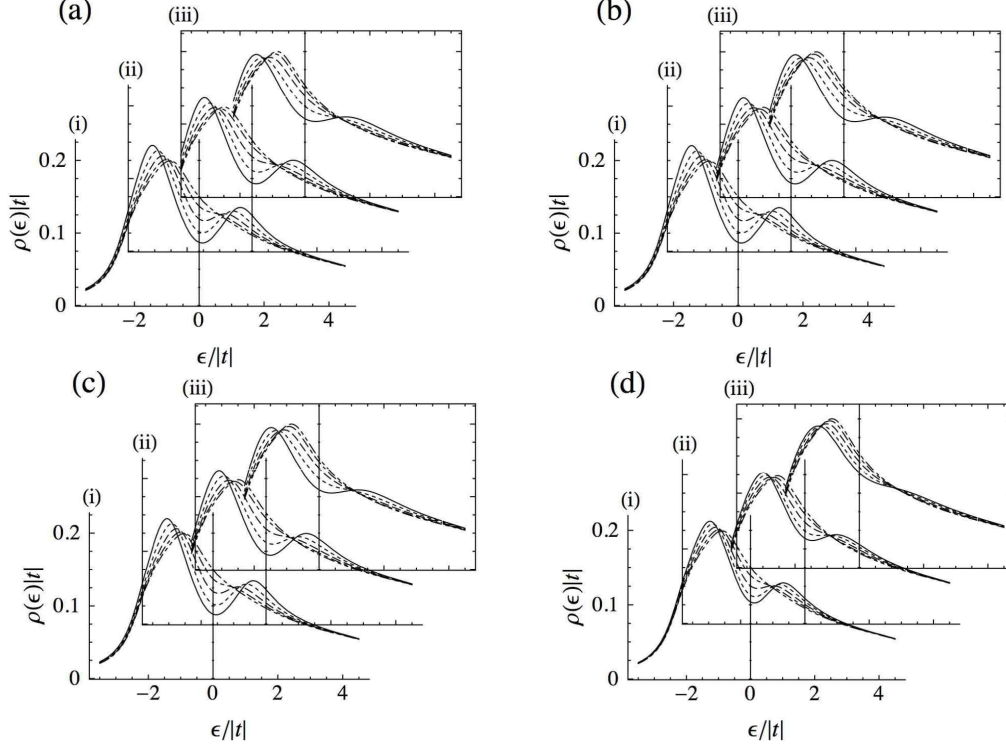 (a)
(iii)
(ii)
(i)
0.2
0.1
0
ρ(ϵ)|t|
−2 0 2 4
ϵ/|t|
(b)
(iii)
(ii)
(i)
0.2
0.1
0
ρ(ϵ)|t|
−2 0 2 4
ϵ/|t|
(c)
(iii)
(ii)
(i)
0.2
0.1
0
ρ(ϵ)|t|
−2 0 2 4
ϵ/|t|
(d)
(iii)
(ii)
(i)
0.2
0.1
0
ρ(ϵ)|t|
−2 0 2 4
ϵ/|t|